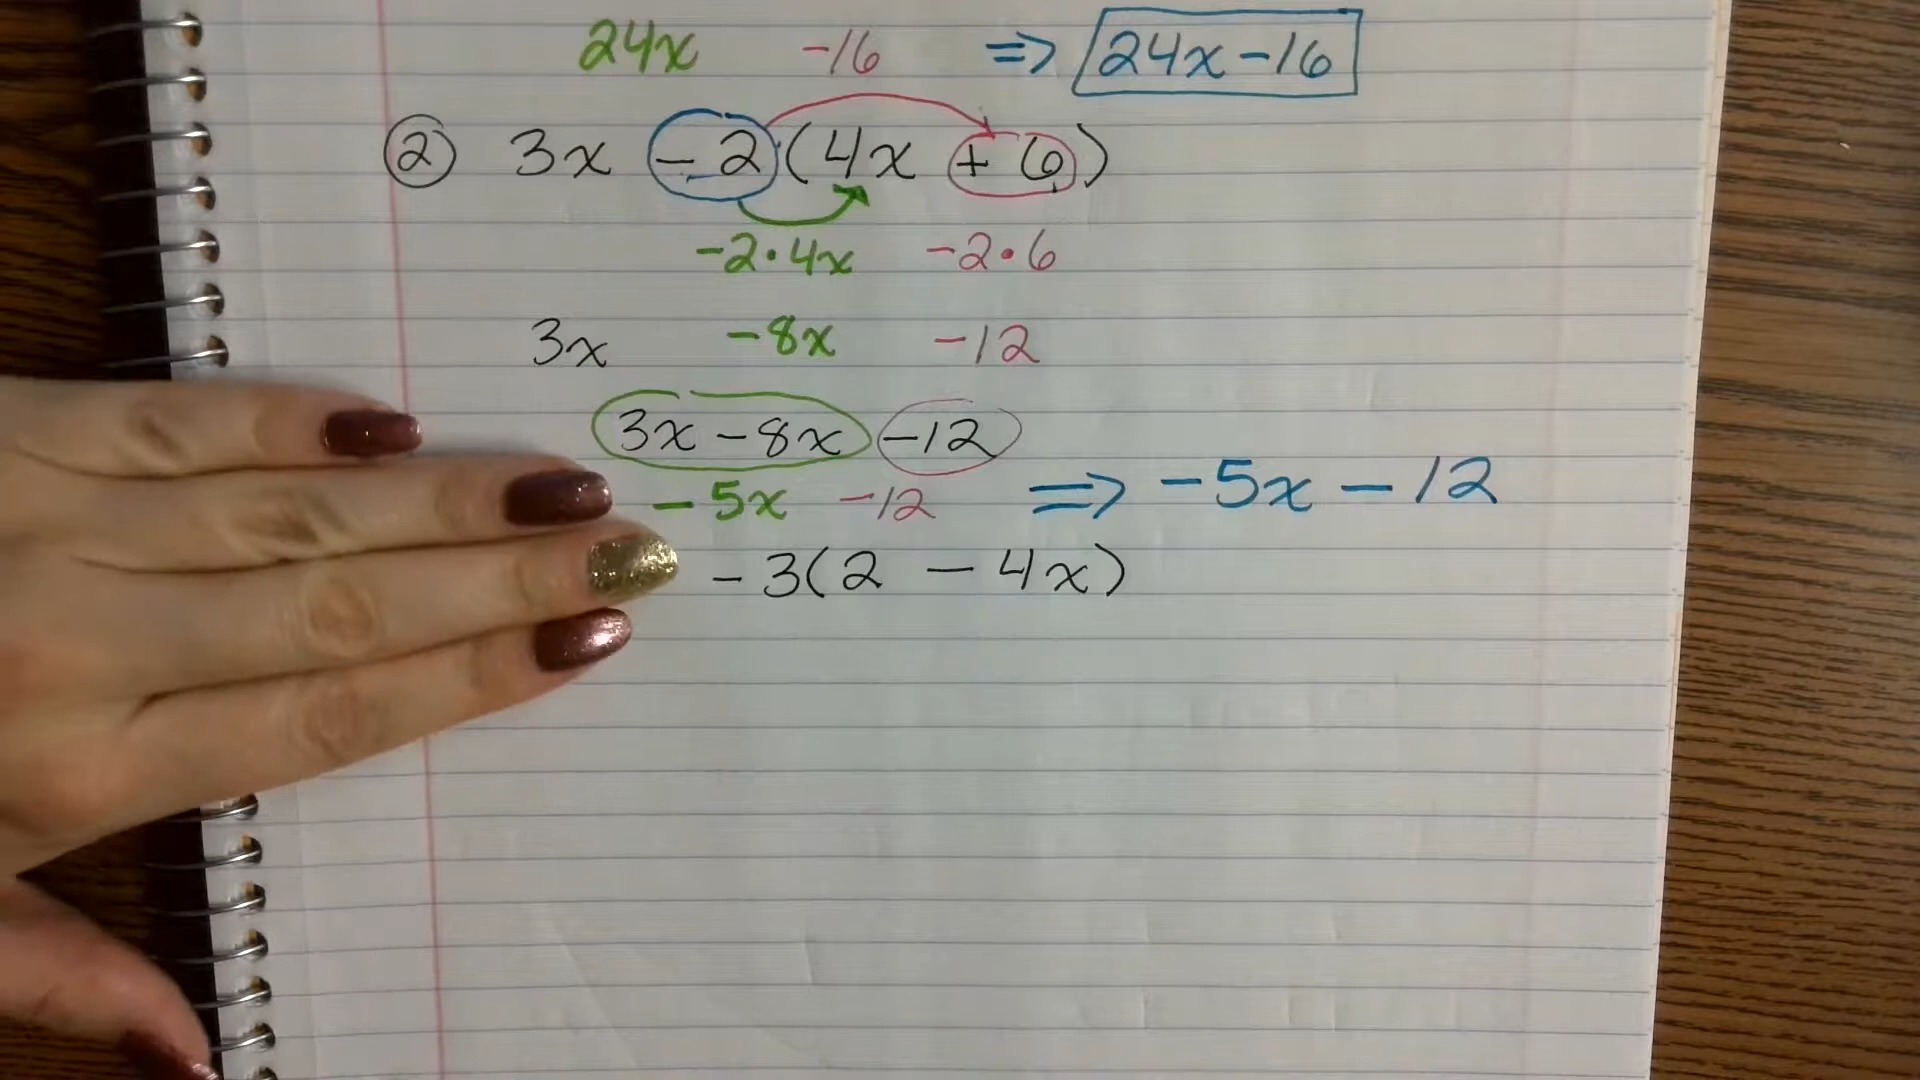 24x -16 => 24x-16
② 3x -2(4x + 6)
-2·4x -2·6
3x -8x -12
3x-8x -12
-5x -12 => -5x-12
-3(2 - 4x)